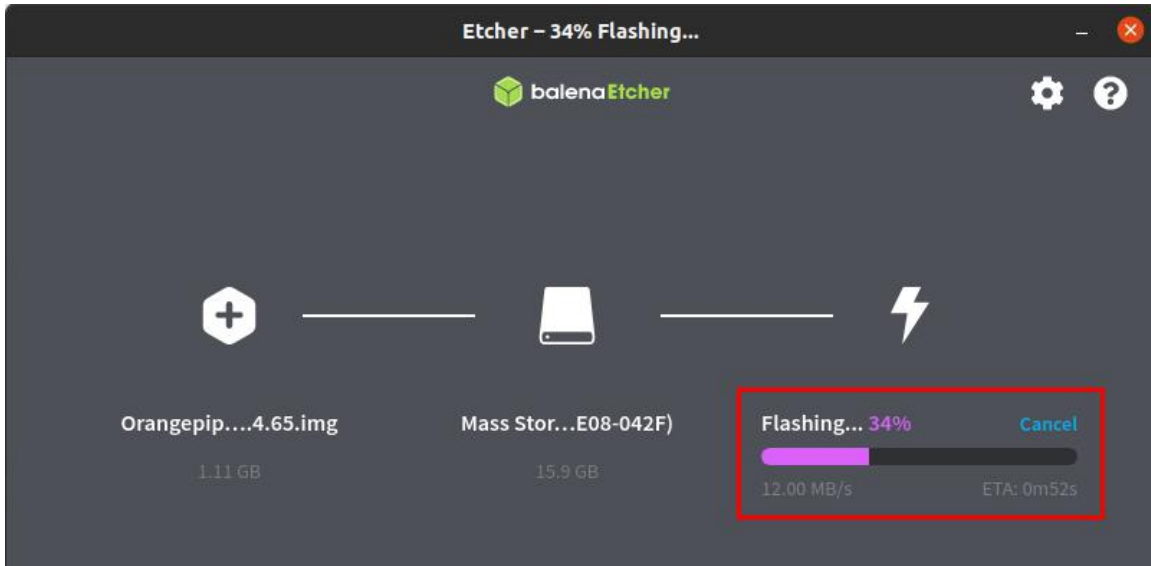 Etcher – 34% Flashing...
balenaEtcher
Orangepip....4.65.img
Mass Stor...E08-042F)
Flashing... 34%
Cancel
1.11 GB
15.9 GB
12.00 MB/s
ETA: 0m52s